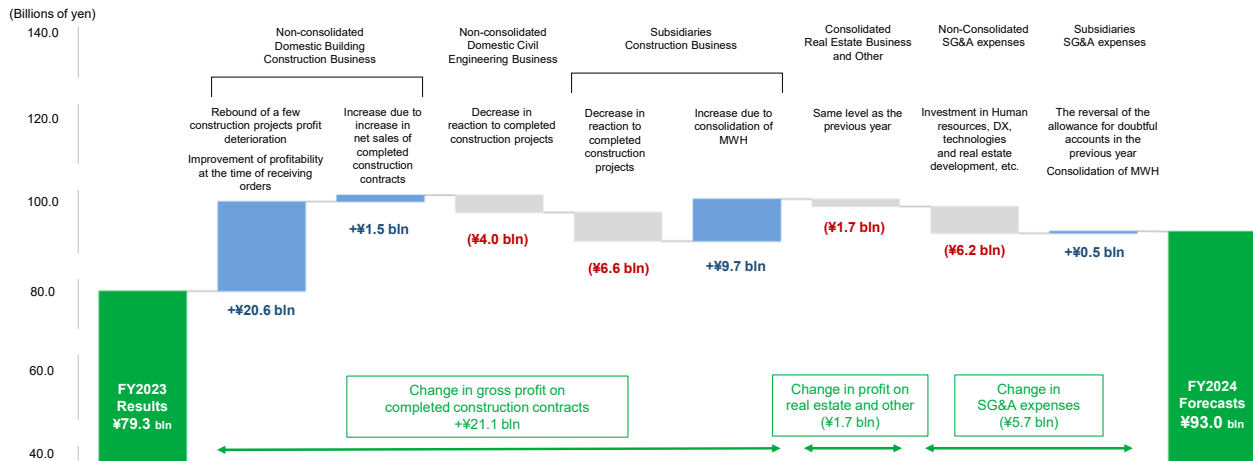 (Billions of yen)
140.0
120.0
100.0
80.0
60.0
40.0
Non-consolidated
Domestic Building
Construction Business
Non-consolidated
Domestic Civil
Engineering Business
Subsidiaries
Construction Business
Consolidated
Real Estate Business
and Other
Non-Consolidated
SG&A expenses
Subsidiaries
SG&A expenses
Rebound of a few
construction projects profit
deterioration
Improvement of profitability
at the time of receiving
orders
Increase due to
increase in
net sales of
completed
construction
contracts
Decrease in
reaction to completed
construction projects
Decrease in
reaction to
completed
construction
projects
Increase due to
consolidation of
MWH
Same level as the
previous year
Investment in Human
resources, DX,
technologies
and real estate
development, etc.
The reversal of the
allowance for doubtful
accounts in the
previous year
Consolidation of MWH
+¥20.6 bln
+¥1.5 bln
(¥4.0 bln)
(¥6.6 bln)
+¥9.7 bln
(¥1.7 bln)
(¥6.2 bln)
+¥0.5 bln
FY2023
Results
¥79.3 bln
Change in gross profit on
completed construction contracts
+¥21.1 bln
Change in profit on
real estate and other
(¥1.7 bln)
Change in
SG&A expenses
(¥5.7 bln)
FY2024
Forecasts
¥93.0 bln